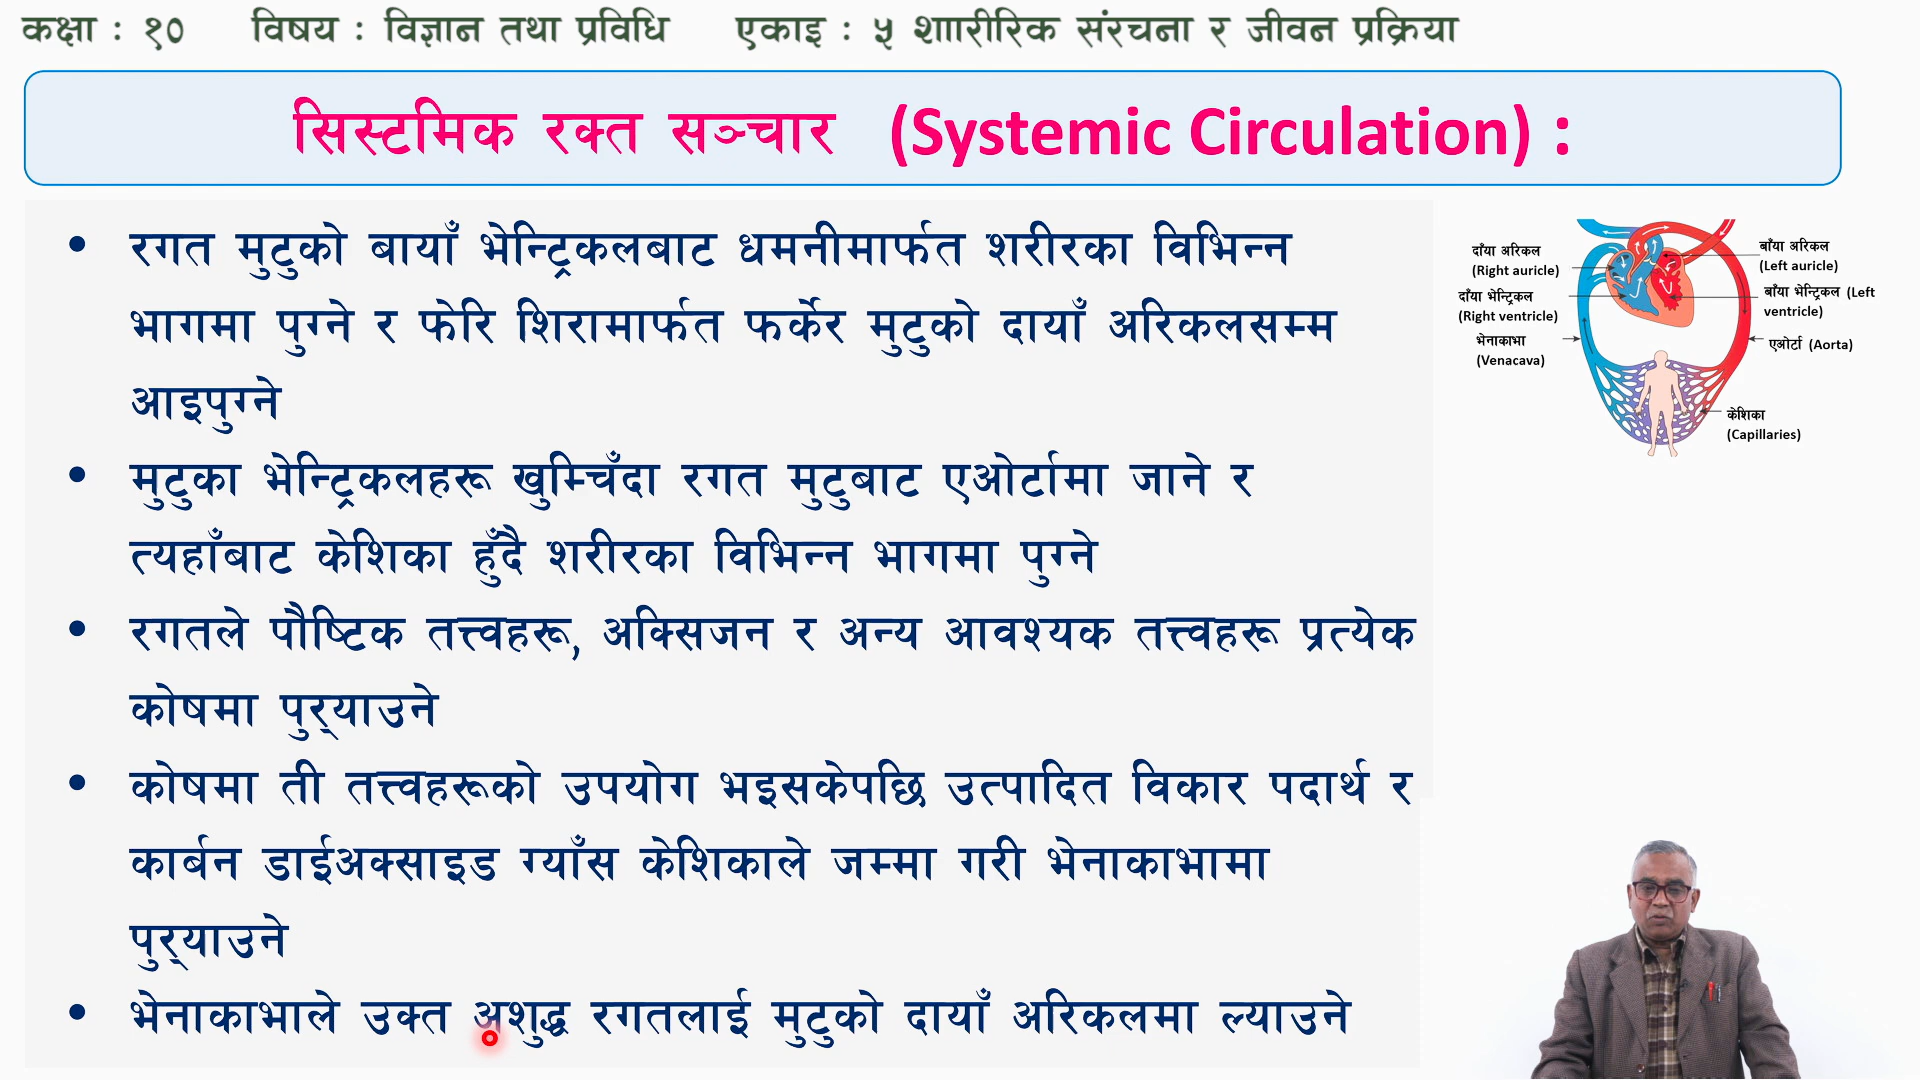 कक्षा : १० विषय : विज्ञान तथा प्रविधि एकाइ : ५ शाारीरिक संरचना र जीवन प्रक्रिया
सिस्टमिक रक्त सञ्चार (Systemic Circulation) :
• रगत मुटुको बायाँ भेन्ट्रिकलबाट धमनीमार्फत शरीरका विभिन्न
भागमा पुग्ने र फेरि शिरामार्फत फर्केर मुटुको दायाँ अरिकलसम्म
आइपुग्ने
• मुटुका भेन्ट्रिकलहरू खुम्चिँदा रगत मुटुबाट एओर्टामा जाने र
त्यहाँबाट केशिका हुँदै शरीरका विभिन्न भागमा पुग्ने
• रगतले पौष्टिक तत्त्वहरू, अक्सिजन र अन्य आवश्यक तत्त्वहरू प्रत्येक
कोषमा पुर्‍याउने
• कोषमा ती तत्त्वहरूको उपयोग भइसकेपछि उत्पादित विकार पदार्थ र
कार्बन डाईअक्साइड ग्याँस केशिकाले जम्मा गरी भेनाकाभामा
पुर्‍याउने
• भेनाकाभाले उक्त अशुद्ध रगतलाई मुटुको दायाँ अरिकलमा ल्याउने
दाँया अरिकल
(Right auricle)
दाँया भेन्ट्रिकल
(Right ventricle)
भेनाकाभा
(Venacava)
बाँया अरिकल
(Left auricle)
बाँया भेन्ट्रिकल (Left
ventricle)
एओर्टा (Aorta)
केशिका
(Capillaries)